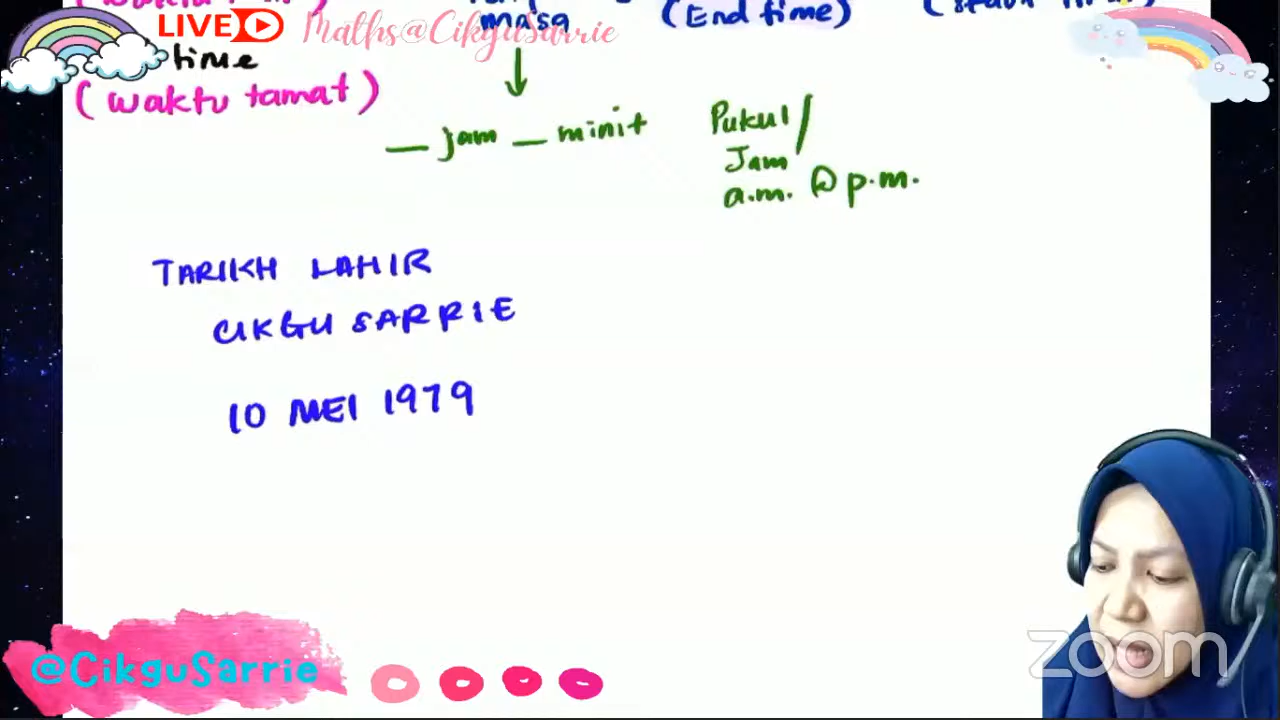 masa
(End time)
LIVE
Maths@CikguSarrie
time
(waktu tamat)
_ jam _ minit
Pukul /
Jam
a.m. @ p.m.
TARIKH LAHIR
CIKGU SARRIE
10 MEI 1979
@CikguSarrie
zoom